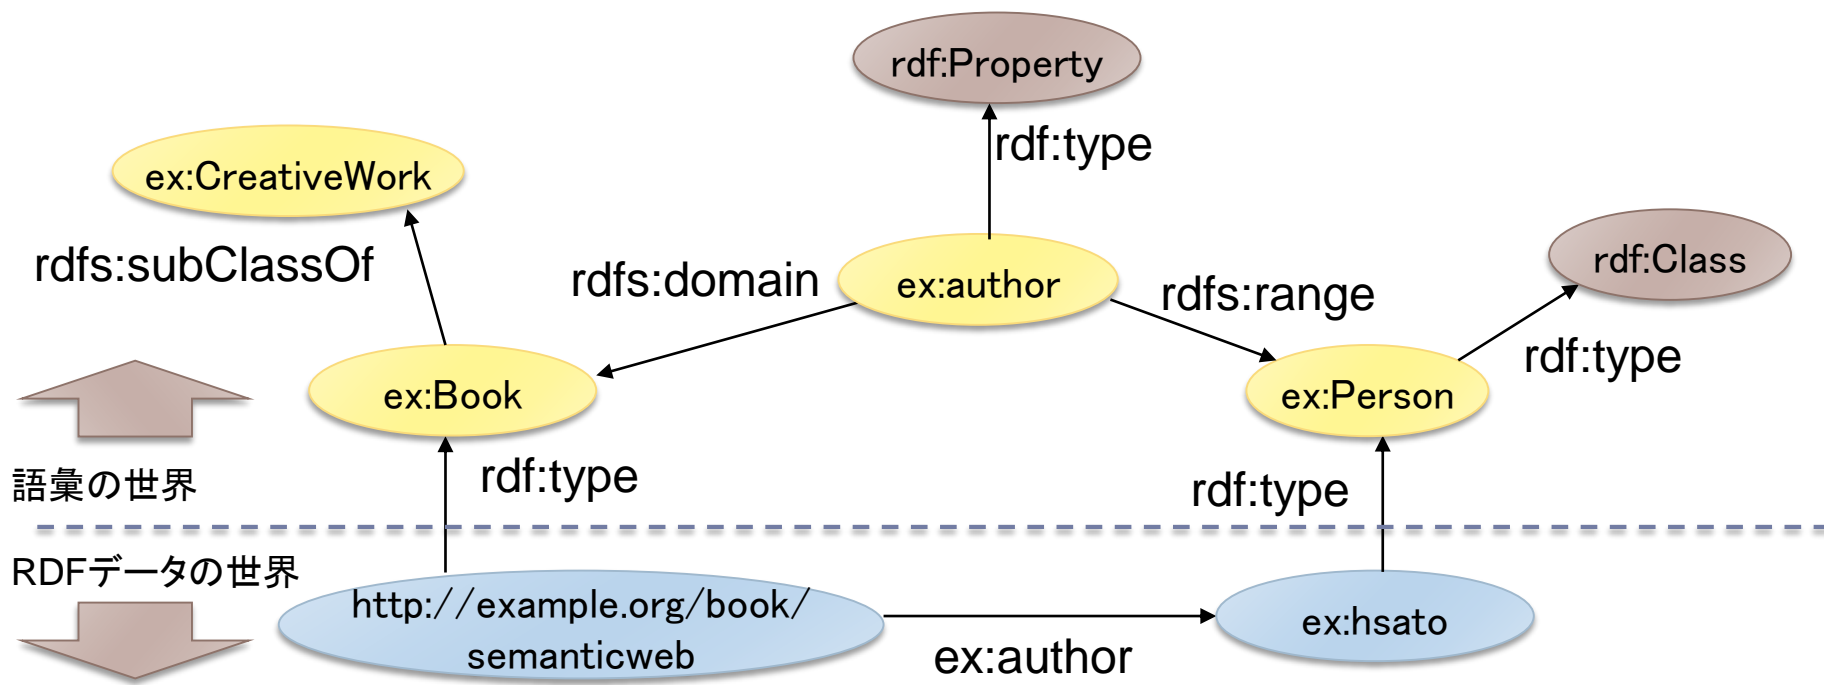 rdf:Property
rdf:type
ex:CreativeWork
rdfs:subClassOf
rdfs:domain
ex:author
rdfs:range
rdf:Class
rdf:type
ex:Book
ex:Person
語彙の世界
rdf:type
rdf:type
RDFデータの世界
http://example.org/book/
semanticweb
ex:author
ex:hsato